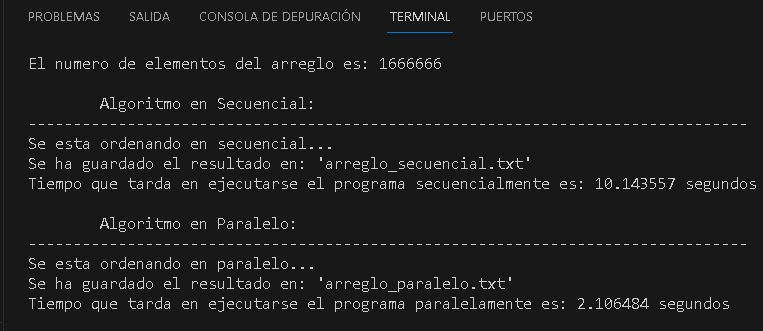 PROBLEMAS SALIDA CONSOLA DE DEPURACIÓN TERMINAL PUERTOS
El numero de elementos del arreglo es: 1666666
Algoritmo en Secuencial:
--------------------------------------------------------------------------------
Se esta ordenando en secuencial...
Se ha guardado el resultado en: 'arreglo_secuencial.txt'
Tiempo que tarda en ejecutarse el programa secuencialmente es: 10.143557 segundos
Algoritmo en Paralelo:
--------------------------------------------------------------------------------
Se esta ordenando en paralelo...
Se ha guardado el resultado en: 'arreglo_paralelo.txt'
Tiempo que tarda en ejecutarse el programa paralelamente es: 2.106484 segundos